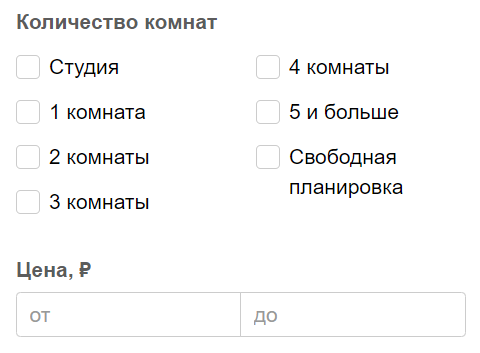 Количество комнат
Студия
1 комната
2 комнаты
3 комнаты
4 комнаты
5 и больше
Свободная
планировка
Цена, ₽
от
до